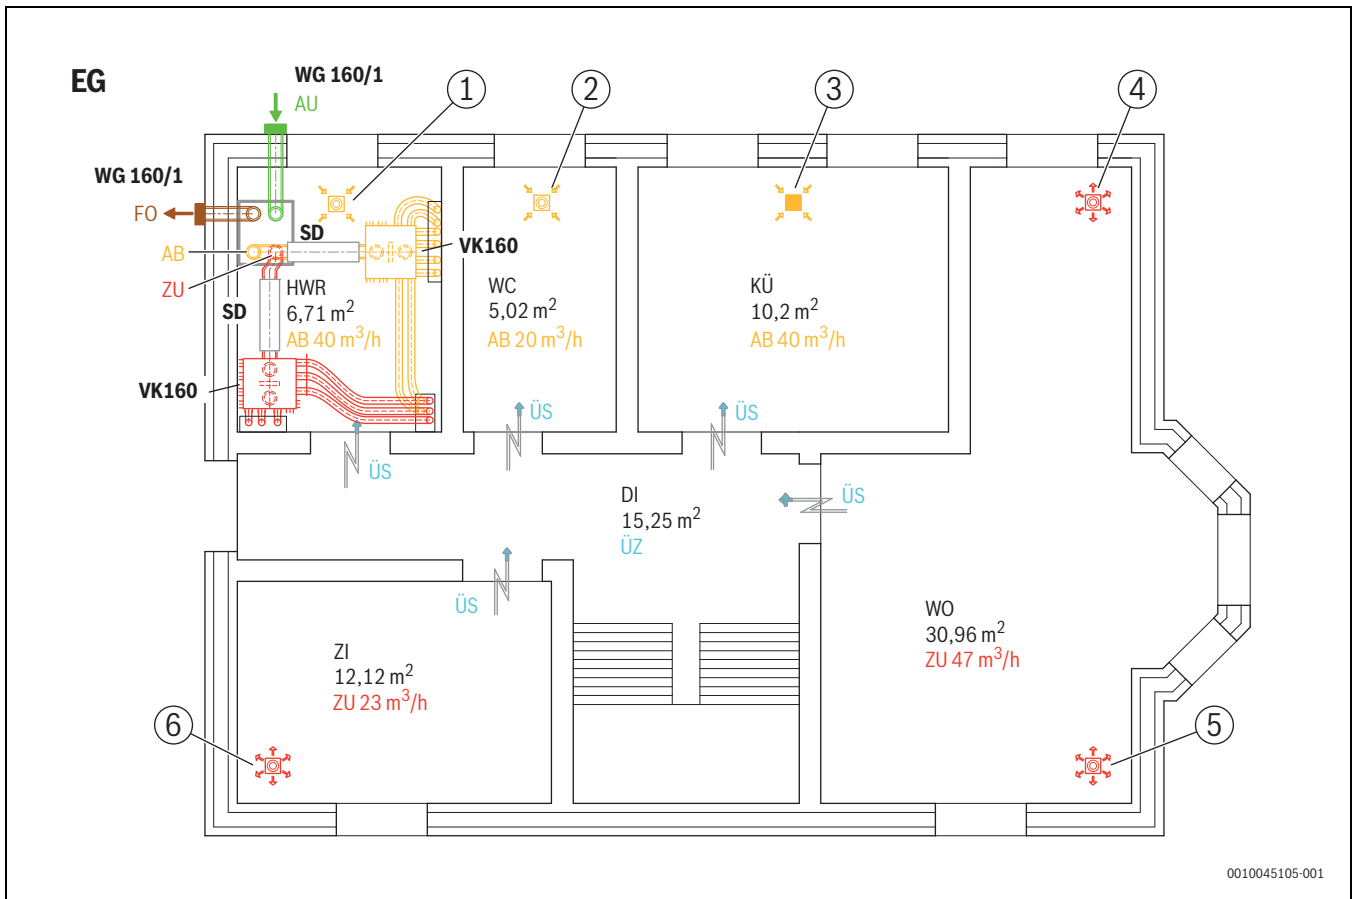 EG
WG 160/1
AU
1
2
3
4
WG 160/1
FO
AB
ZU
SD
VK160
SD
HWR
6,71 m²
AB 40 m³/h
WC
5,02 m²
AB 20 m³/h
KÜ
10,2 m²
AB 40 m³/h
VK160
ÜS
ÜS
ÜS
DI
15,25 m²
ÜZ
ÜS
ÜS
ZI
12,12 m²
ZU 23 m³/h
WO
30,96 m²
ZU 47 m³/h
6
5
0010045105-001